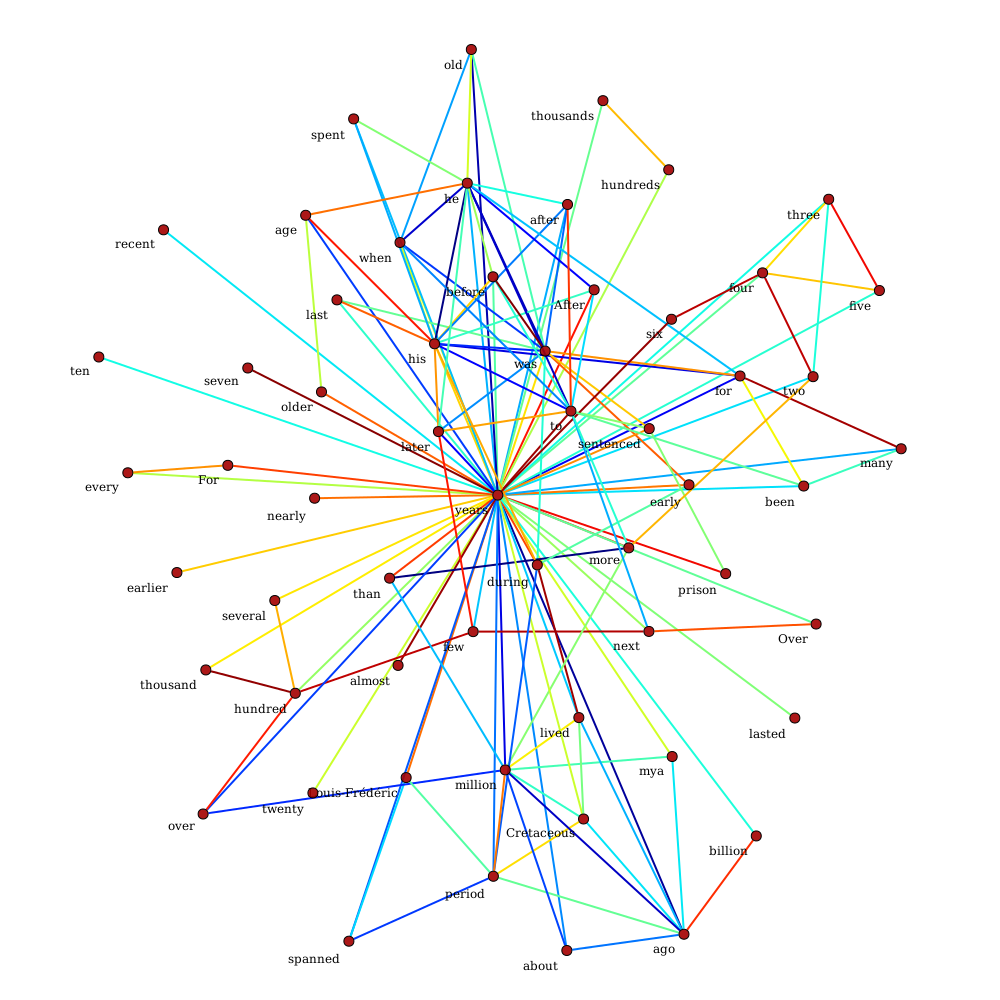 old
thousands
spent
hundreds
he
three
after
age
recent
when
four
before
After
five
last
six
his
was
ten
seven
for
two
older
to
sentenced
later
many
every
For
early
been
years
nearly
more
during
earlier
than
prison
several
few
next
Over
almost
thousand
hundred
lasted
lived
mya
million
Louis Frédéric
twenty
over
Cretaceous
billion
period
ago
spanned
about